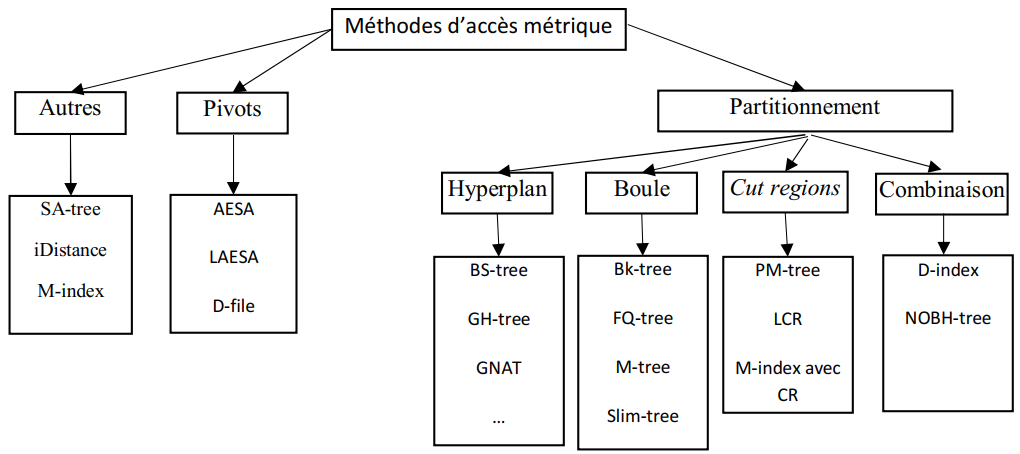 Méthodes d’accès métrique
Autres
Pivots
Partitionnement
Hyperplan
Boule
Cut regions
Combinaison
SA-tree
iDistance
M-index
AESA
LAESA
D-file
BS-tree
GH-tree
GNAT
...
Bk-tree
FQ-tree
M-tree
Slim-tree
PM-tree
LCR
M-index avec
CR
D-index
NOBH-tree